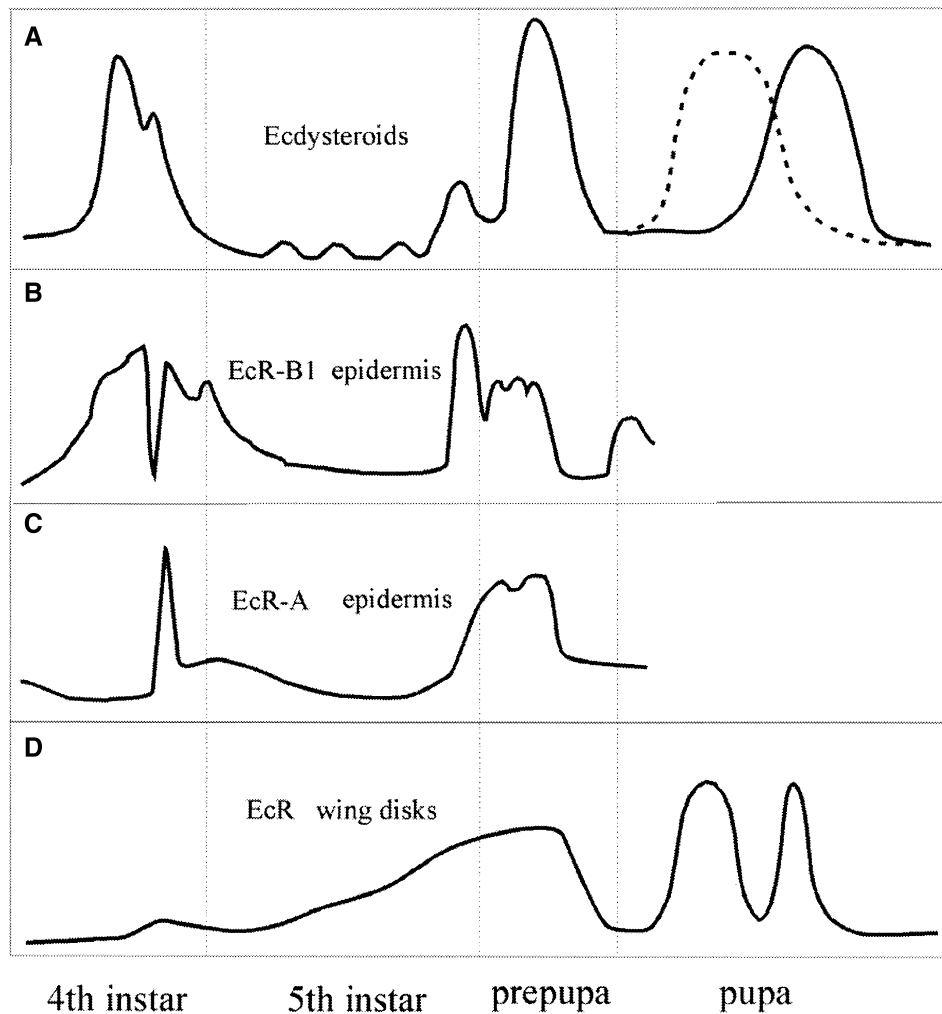 A
Ecdysteroids
B
EcR-B1 epidermis
C
EcR-A epidermis
D
EcR wing disks
4th instar 5th instar prepupa pupa